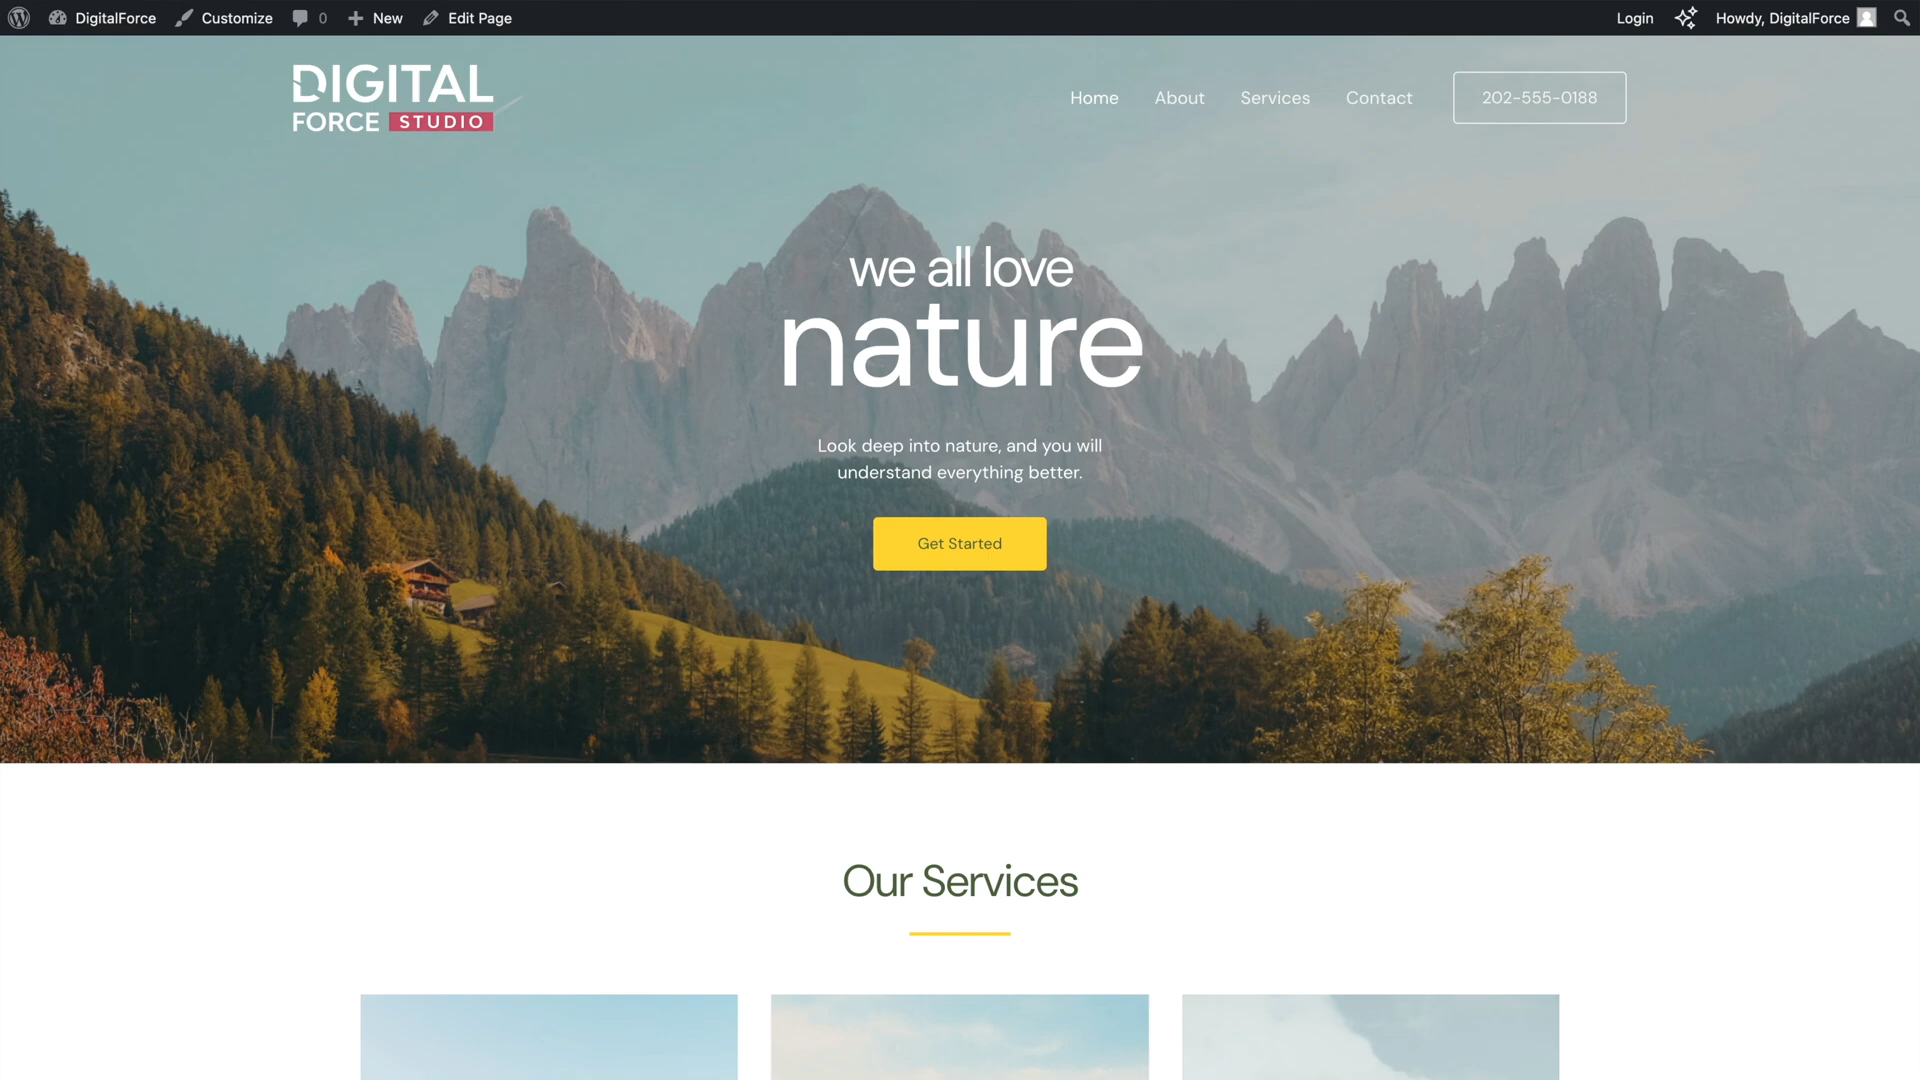 DigitalForce Customize 0 New Edit Page Login Howdy, DigitalForce
DIGITAL
FORCE STUDIO
Home About Services Contact 202-555-0188
we all love
nature
Look deep into nature, and you will
understand everything better.
Get Started
Our Services